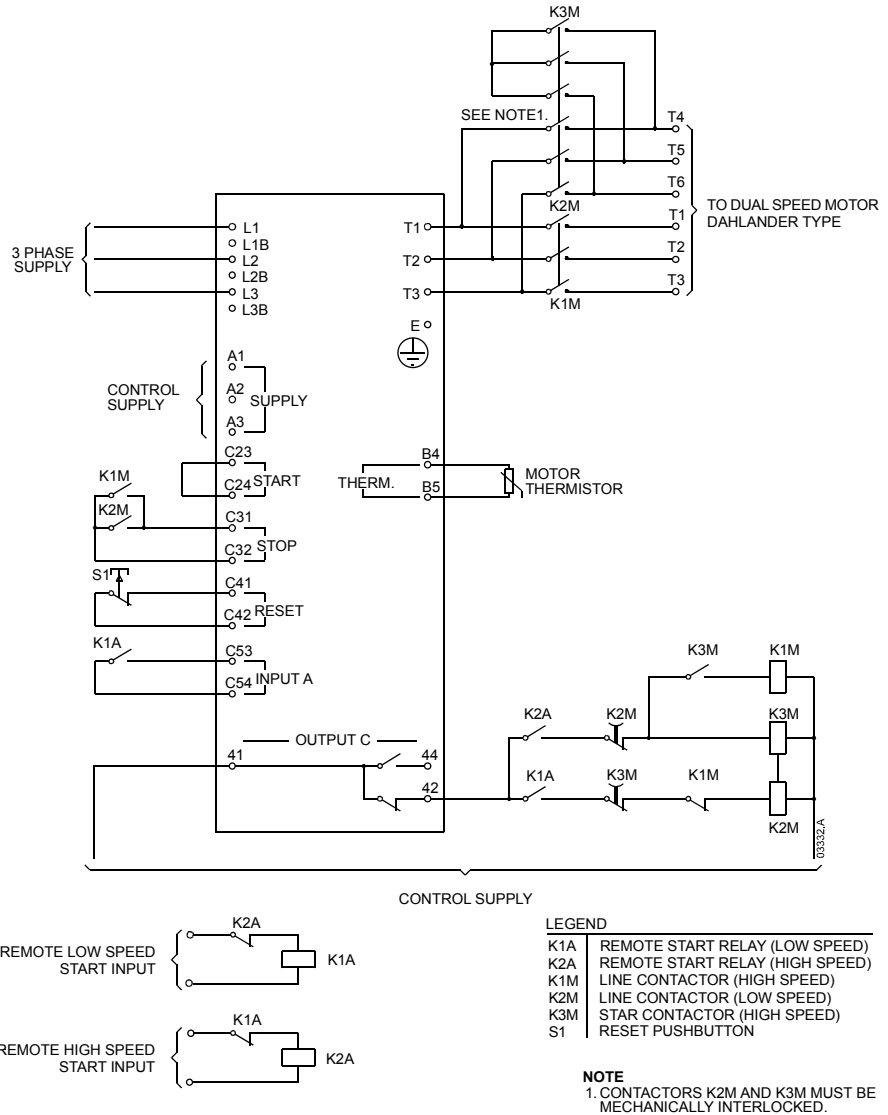 K3M
SEE NOTE1.
T4
T5
T6
K2M
T1
T2
T3
K1M
TO DUAL SPEED MOTOR
DAHLANDER TYPE
3 PHASE
SUPPLY
L1
L1B
L2
L2B
L3
L3B
T1
T2
T3
E
CONTROL
SUPPLY
A1
A2
A3
SUPPLY
C23
C24
START
K1M
K2M
C31
C32
STOP
S1
C41
C42
RESET
K1A
C53
C54
INPUT A
THERM.
B4
B5
MOTOR
THERMISTOR
OUTPUT C
41
44
42
K3M
K1M
K2A
K2M
K3M
K1A
K3M
K1M
K2M
03332.A
CONTROL SUPPLY
REMOTE LOW SPEED
START INPUT
K2A
K1A
REMOTE HIGH SPEED
START INPUT
K1A
K2A
LEGEND
K1A REMOTE START RELAY (LOW SPEED)
K2A REMOTE START RELAY (HIGH SPEED)
K1M LINE CONTACTOR (HIGH SPEED)
K2M LINE CONTACTOR (LOW SPEED)
K3M STAR CONTACTOR (HIGH SPEED)
S1 RESET PUSHBUTTON
NOTE
1. CONTACTORS K2M AND K3M MUST BE
MECHANICALLY INTERLOCKED.